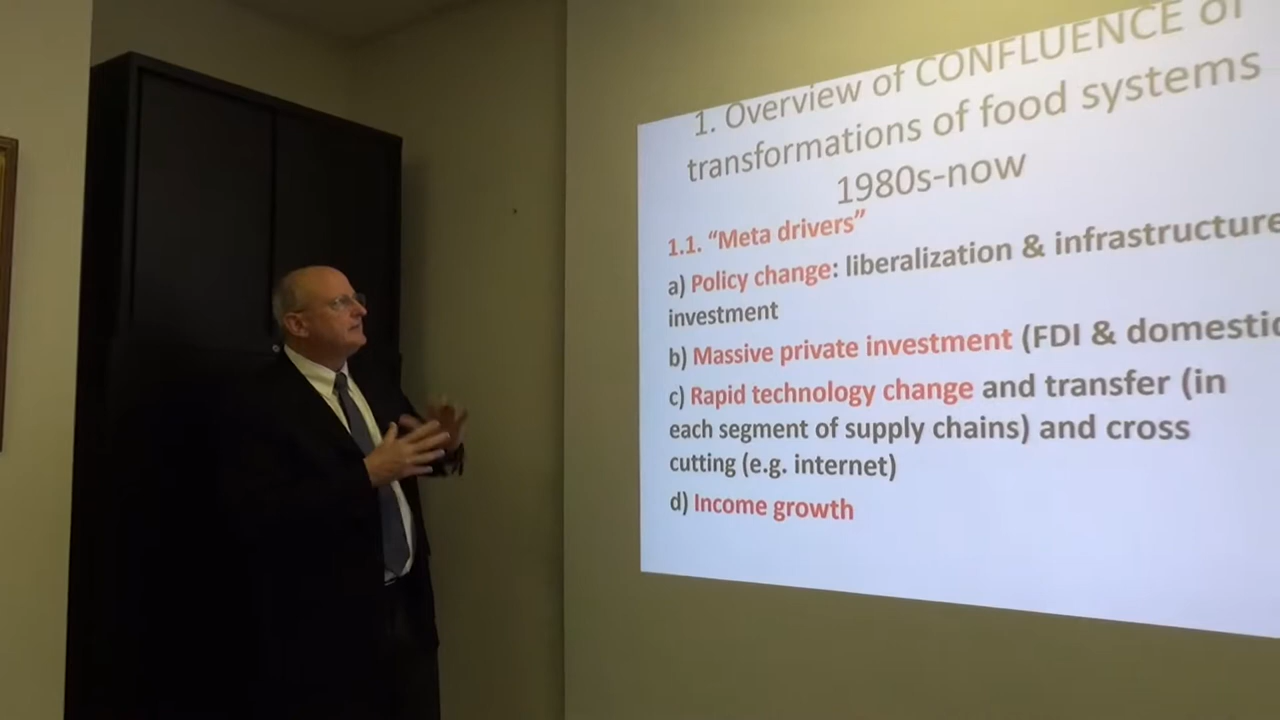 1. Overview of CONFLUENCE of
transformations of food systems
1980s-now
1.1. “Meta drivers”
a) Policy change: liberalization & infrastructure
investment
b) Massive private investment (FDI & domestic
c) Rapid technology change and transfer (in
each segment of supply chains) and cross
cutting (e.g. internet)
d) Income growth